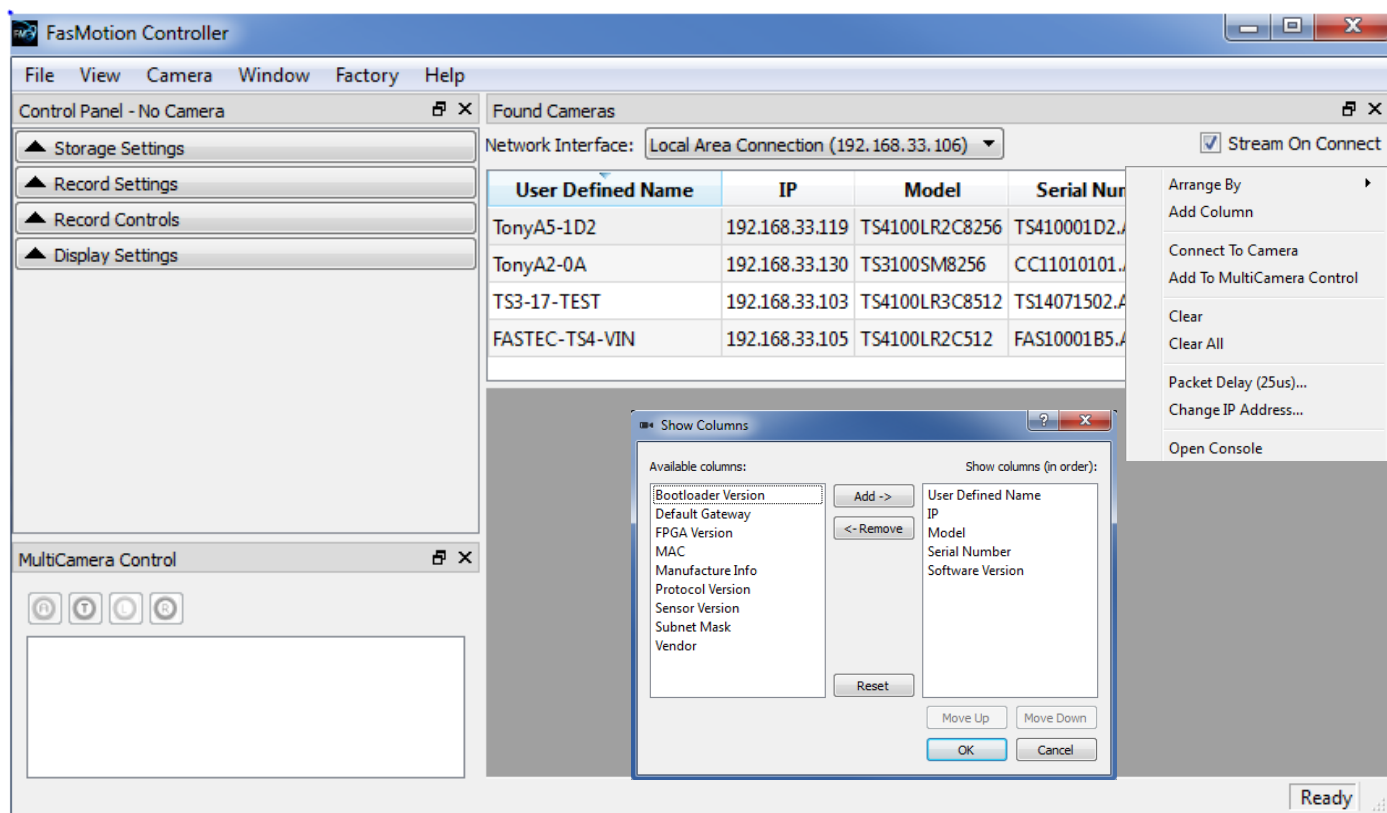 FasMotion Controller
File View Camera Window Factory Help
Control Panel - No Camera
Storage Settings
Record Settings
Record Controls
Display Settings
Found Cameras
Network Interface: Local Area Connection (192.168.33.106) Stream On Connect
User Defined Name IP Model Serial Num
TonyA5-1D2 192.168.33.119 TS4100LR2C8256 TS410001D2.A
TonyA2-0A 192.168.33.130 TS3100SM8256 CC11010101.
TS3-17-TEST 192.168.33.103 TS4100LR3C8512 TS14071502.A
FASTEC-TS4-VIN 192.168.33.105 TS4100LR2C512 FAS10001B5.A
Arrange By
Add Column
Connect To Camera
Add To MultiCamera Control
Clear
Clear All
Packet Delay (25us)...
Change IP Address...
Open Console
Show Columns
Available columns:
Bootloader Version
Default Gateway
FPGA Version
MAC
Manufacture Info
Protocol Version
Sensor Version
Subnet Mask
Vendor
Add ->
<- Remove
Reset
Show columns (in order):
User Defined Name
IP
Model
Serial Number
Software Version
Move Up Move Down
OK Cancel
MultiCamera Control
A T L R
Ready